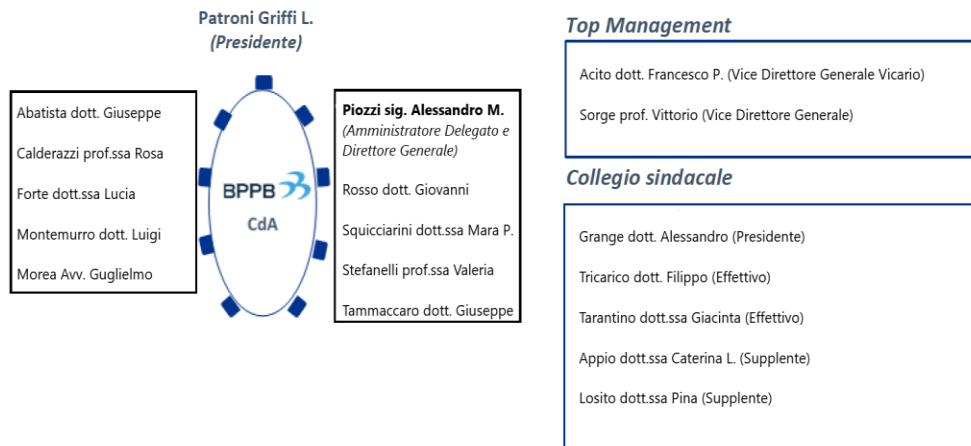 Patroni Griffi L.
(Presidente)
Abatista dott. Giuseppe
Calderazzi prof.ssa Rosa
Forte dott.ssa Lucia
Montemurro dott. Luigi
Morea Avv. Guglielmo
BPPB
CdA
Piozzi sig. Alessandro M.
(Amministratore Delegato e
Direttore Generale)
Rosso dott. Giovanni
Squicciarini dott.ssa Mara P.
Stefanelli prof.ssa Valeria
Tammaccaro dott. Giuseppe
Top Management
Acito dott. Francesco P. (Vice Direttore Generale Vicario)
Sorge prof. Vittorio (Vice Direttore Generale)
Collegio sindacale
Grange dott. Alessandro (Presidente)
Tricarico dott. Filippo (Effettivo)
Tarantino dott.ssa Giacinta (Effettivo)
Appio dott.ssa Caterina L. (Supplente)
Losito dott.ssa Pina (Supplente)